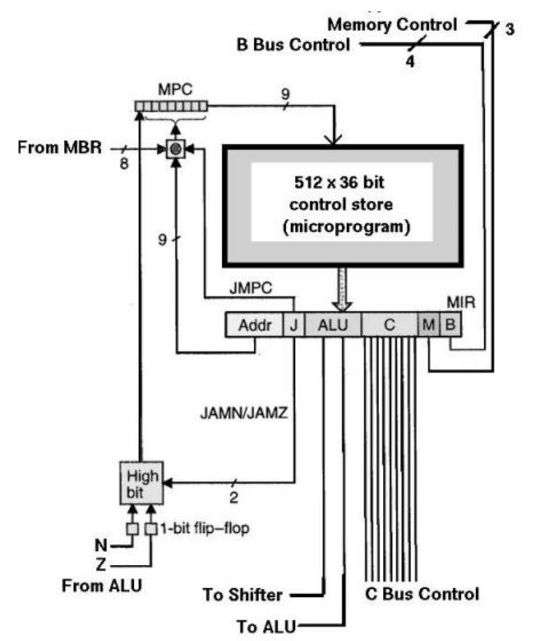 Memory Control
3
B Bus Control
4
MPC
9
From MBR
8
512 x 36 bit
control store
(microprogram)
9
JMPC
MIR
Addr J ALU C M B
JAMN/JAMZ
High
bit
2
1-bit flip–flop
N
Z
From ALU
To Shifter
C Bus Control
To ALU